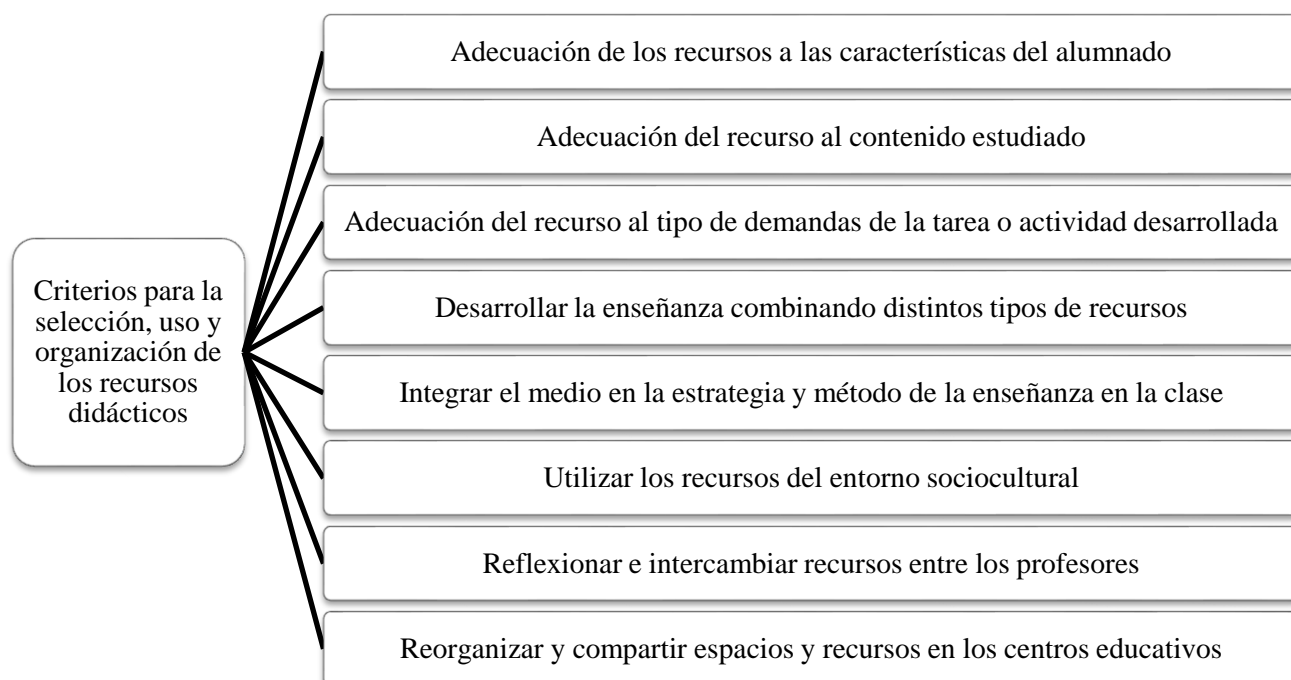 Criterios para la
selección, uso y
organización de
los recursos
didácticos
Adecuación de los recursos a las características del alumnado
Adecuación del recurso al contenido estudiado
Adecuación del recurso al tipo de demandas de la tarea o actividad desarrollada
Desarrollar la enseñanza combinando distintos tipos de recursos
Integrar el medio en la estrategia y método de la enseñanza en la clase
Utilizar los recursos del entorno sociocultural
Reflexionar e intercambiar recursos entre los profesores
Reorganizar y compartir espacios y recursos en los centros educativos